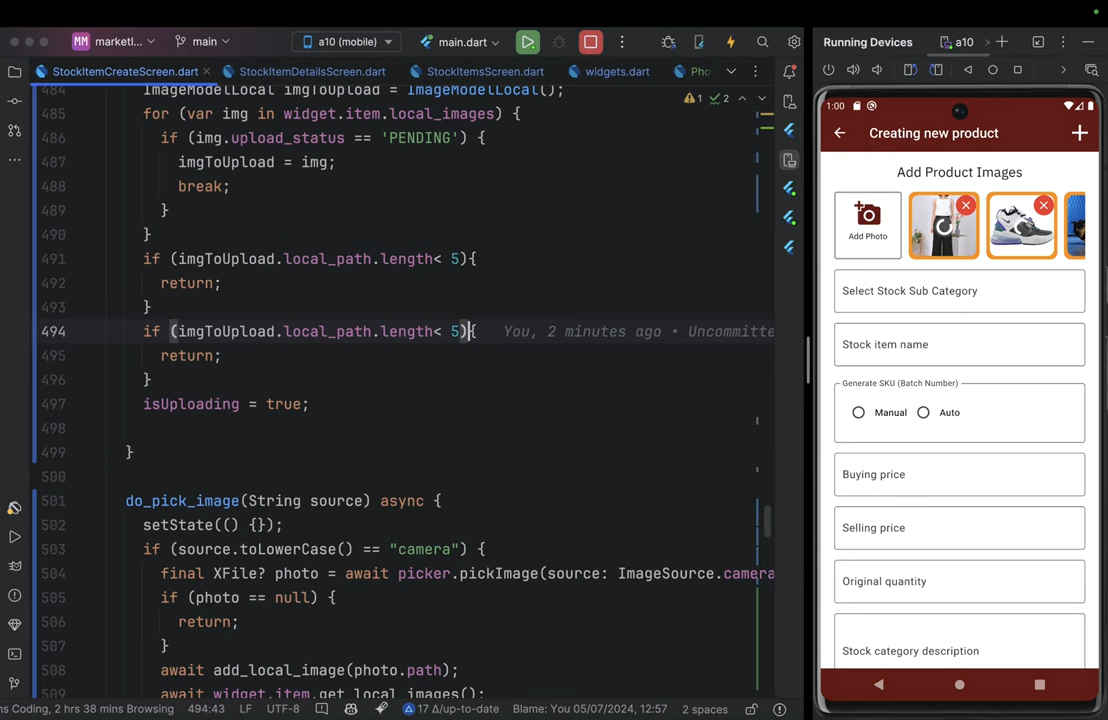 MM marketl...
main
a10 (mobile)
main.dart
Running Devices
a10
StockItemCreateScreen.dart
StockItemDetailsScreen.dart
StockItemsScreen.dart
widgets.dart
Pho
484 ImageModelLocal imgToUpload = ImageModelLocal();
485 for (var img in widget.item.local_images) {
1 2
486 if (img.upload_status == 'PENDING') {
487 imgToUpload = img;
488 break;
489 }
490 }
491 if (imgToUpload.local_path.length< 5){
492 return;
493 }
494 if (imgToUpload.local_path.length< 5){ You, 2 minutes ago • Uncommitte
495 return;
496 }
497 isUploading = true;
498
499 }
500
501 do_pick_image(String source) async {
502 setState(() {});
503 if (source.toLowerCase() == "camera") {
504 final XFile? photo = await picker.pickImage(source: ImageSource.camera
505 if (photo == null) {
506 return;
507 }
508 await add_local_image(photo.path);
509 await widget.item.get_local_images();
ns Coding, 2 hrs 38 mins Browsing
494:43
LF
UTF-8
17 Δ/up-to-date
Blame: You 05/07/2024, 12:57
2 spaces
1:00
Creating new product
Add Product Images
Add Photo
Select Stock Sub Category
Stock item name
Generate SKU (Batch Number)
Manual
Auto
Buying price
Selling price
Original quantity
Stock category description